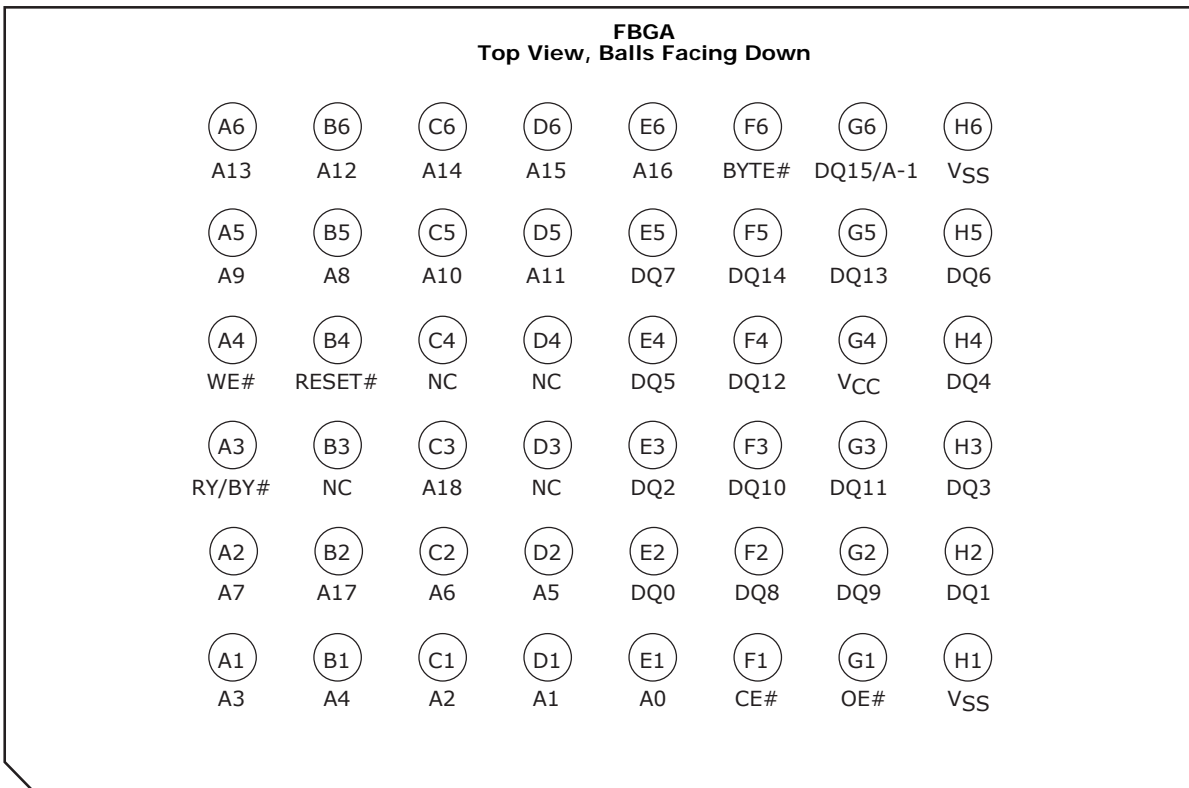 FBGA
Top View, Balls Facing Down
A6 B6 C6 D6 E6 F6 G6 H6
A13 A12 A14 A15 A16 BYTE# DQ15/A-1 VSS
A5 B5 C5 D5 E5 F5 G5 H5
A9 A8 A10 A11 DQ7 DQ14 DQ13 DQ6
A4 B4 C4 D4 E4 F4 G4 H4
WE# RESET# NC NC DQ5 DQ12 VCC DQ4
A3 B3 C3 D3 E3 F3 G3 H3
RY/BY# NC A18 NC DQ2 DQ10 DQ11 DQ3
A2 B2 C2 D2 E2 F2 G2 H2
A7 A17 A6 A5 DQ0 DQ8 DQ9 DQ1
A1 B1 C1 D1 E1 F1 G1 H1
A3 A4 A2 A1 A0 CE# OE# VSS